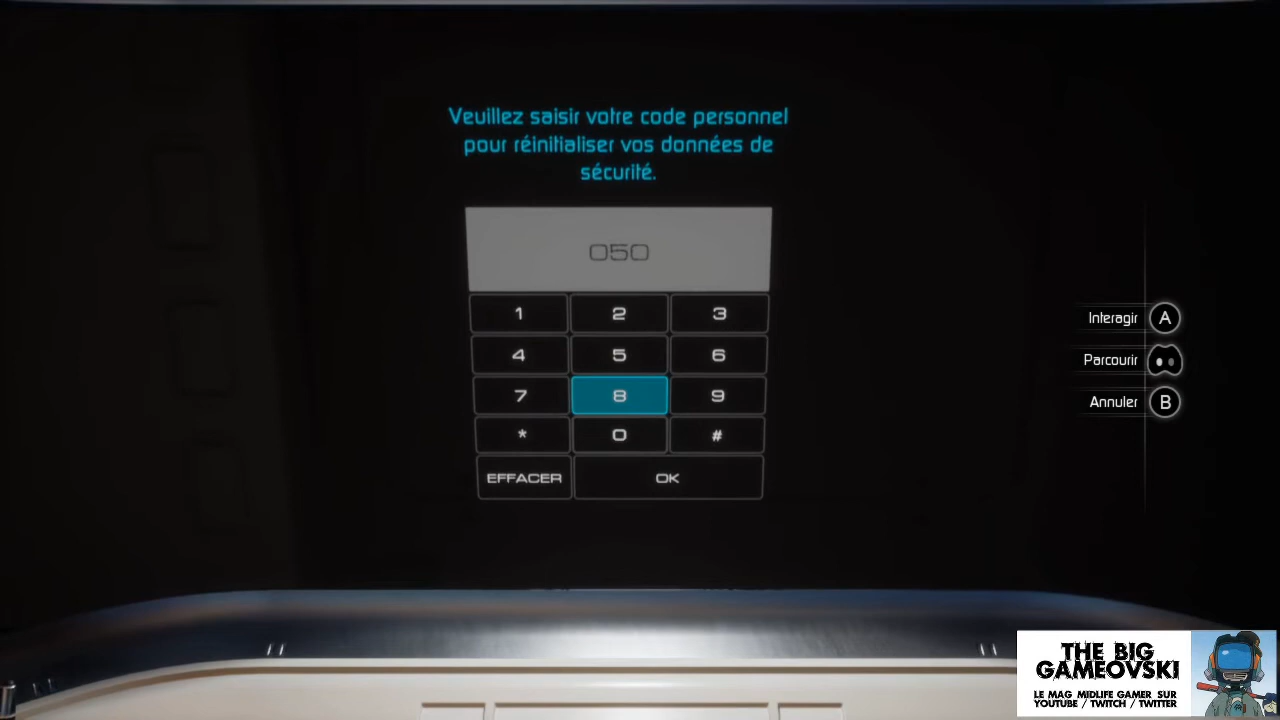 Veuillez saisir votre code personnel
pour réinitialiser vos données de
sécurité.
050
1 2 3
4 5 6
7 8 9
* 0 #
EFFACER OK
Interagir A
Parcourir
Annuler B
THE BIG
GAMEOVSKI
LE MAG MIDLIFE GAMER SUR
YOUTUBE / TWITCH / TWITTER